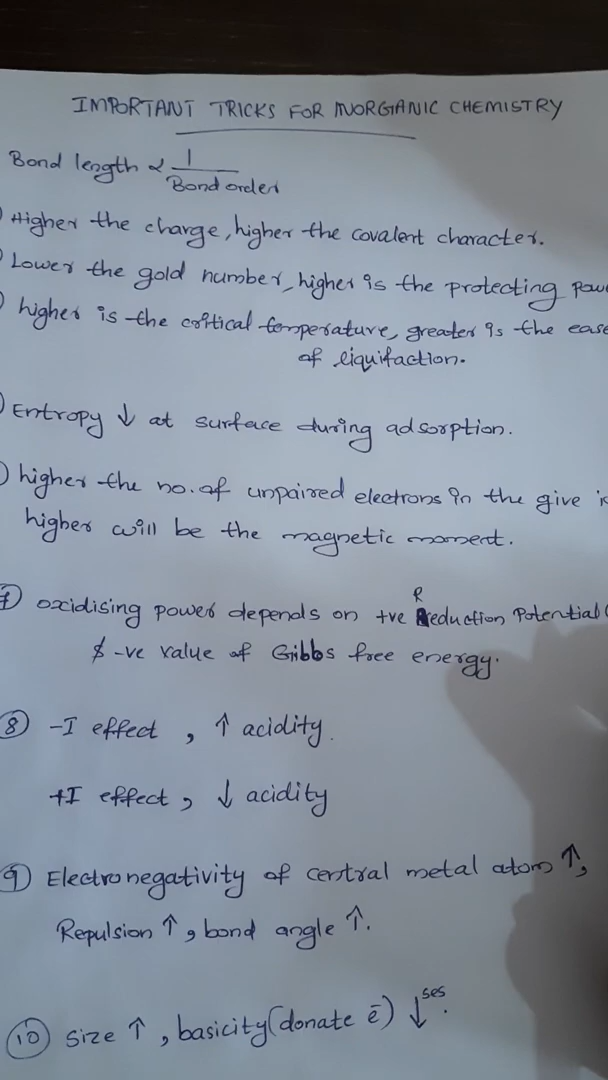 IMPORTANT TRICKS FOR INORGANIC CHEMISTRY
Bond length ∝ 1/Bond order
Higher the charge, higher the covalent character.
Lower the gold number, higher is the protecting
higher is the critical temperature, greater is the ease
of liquifaction.
Entropy ↓ at surface during adsorption.
higher the no. of unpaired electrons in the give
higher will be the magnetic moment.
R
7 oxidising power depends on +ve Reduction Potential
$ -ve value of Gibbs free energy.
8 -I effect, ↑ acidity.
+I effect, ↓ acidity
9 Electronegativity of central metal atom ↑,
Repulsion ↑, bond angle ↑.
10 size ↑, basicity (donate ē) ↓ses.